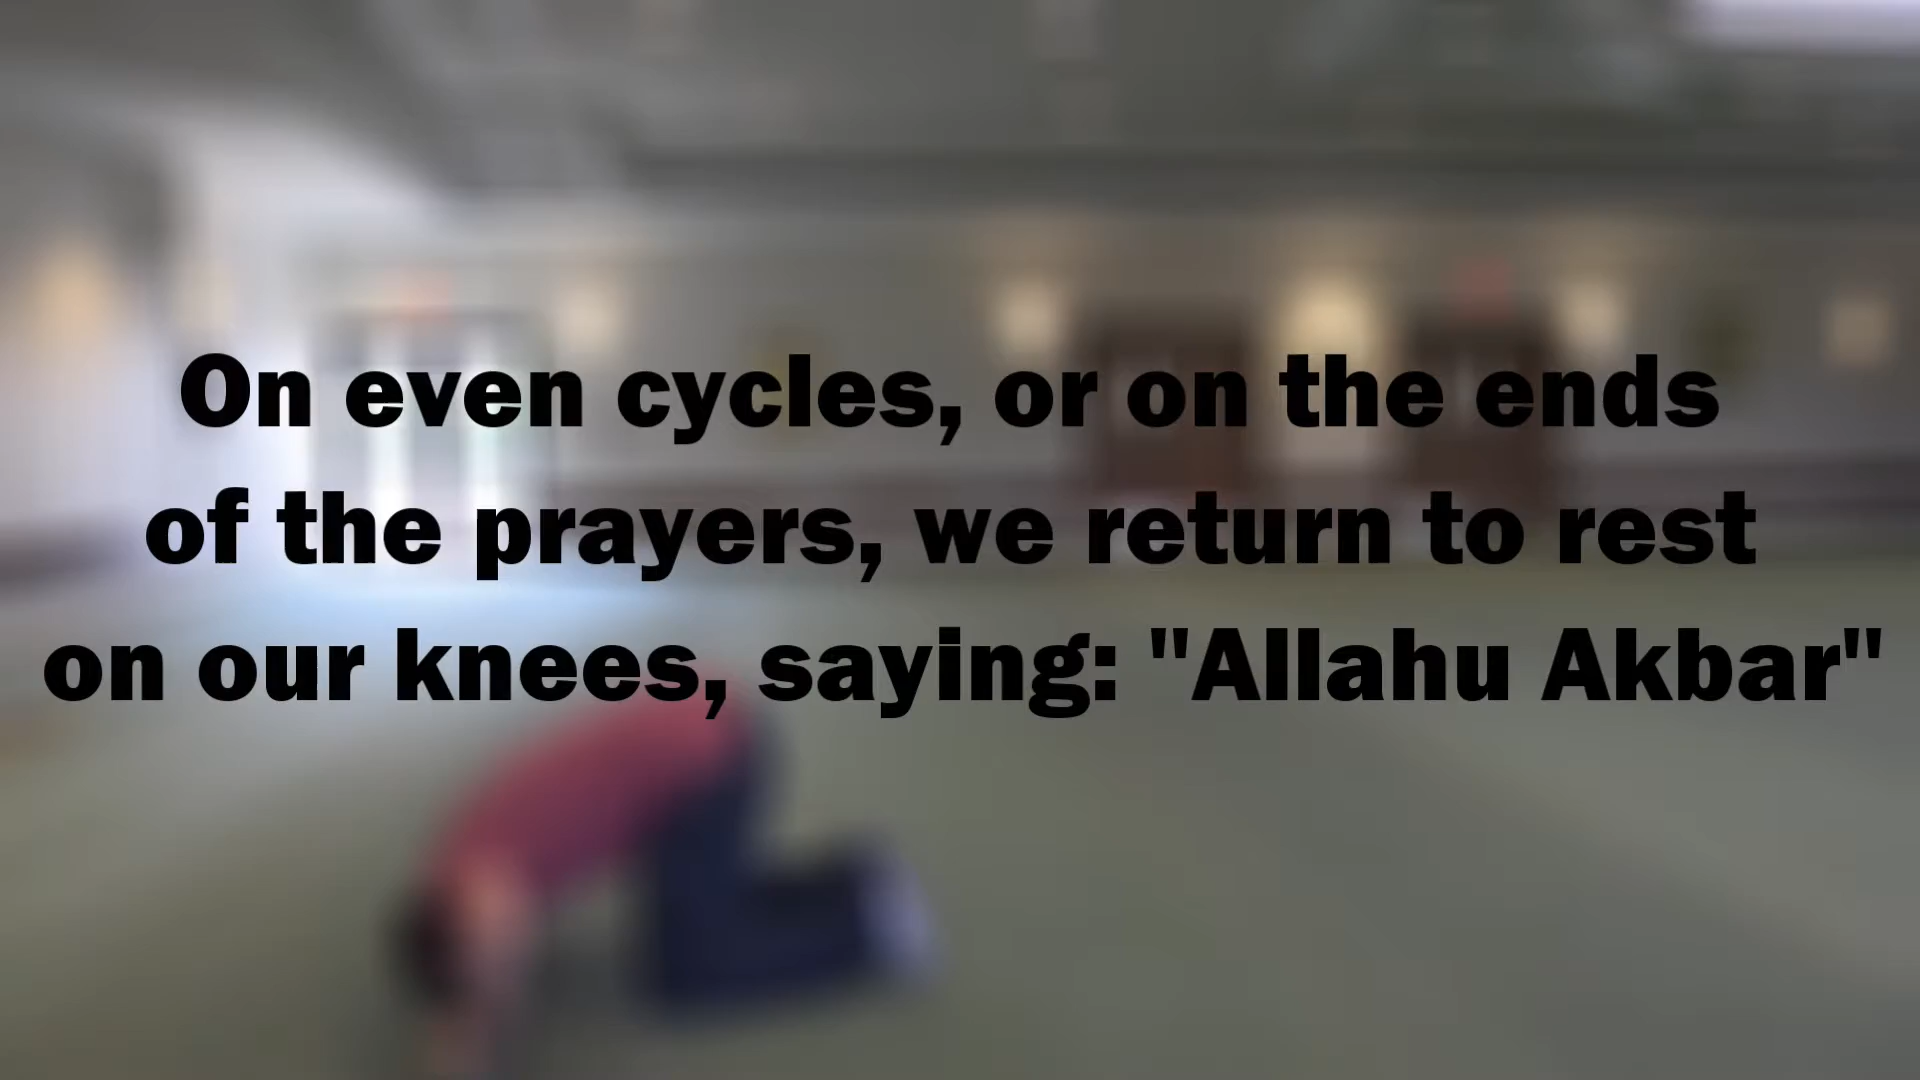 On even cycles, or on the ends
of the prayers, we return to rest
on our knees, saying: "Allahu Akbar"